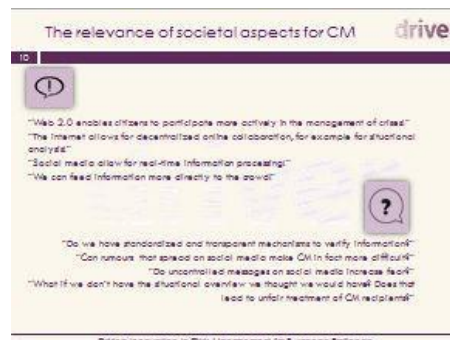 The relevance of societal aspects for CM
drive
10
"Web 2.0 enables citizens to participate more actively in the management of crises!"
"The internet allows for decentralized online collaboration, for example for situational
analysis!"
"Social media allow for real-time information processing!"
"We can feed information more directly to the crowd!"
"Do we have standardized and transparent mechanisms to verify information?"
"Can rumours that spread on social media make CM in fact more difficult?"
"Do uncontrolled messages on social media increase fear?"
"What if we don't have the situational overview we thought we would have? Does that
lead to unfair treatment of CM recipients?"